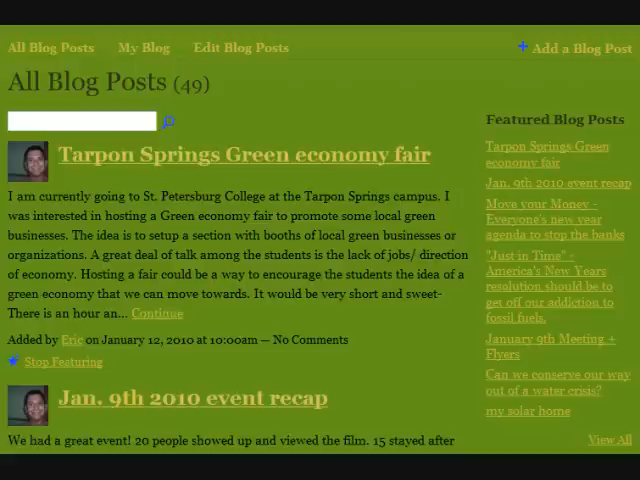 All Blog Posts My Blog Edit Blog Posts
Add a Blog Post
All Blog Posts (49)
Tarpon Springs Green economy fair
I am currently going to St. Petersburg College at the Tarpon Springs campus. I
was interested in hosting a Green economy fair to promote some local green
businesses. The idea is to setup a section with booths of local green businesses or
organizations. A great deal of talk among the students is the lack of jobs/ direction
of economy. Hosting a fair could be a way to encourage the students the idea of a
green economy that we can move towards. It would be very short and sweet-
There is an hour an... Continue
Added by Eric on January 12, 2010 at 10:00am — No Comments
Stop Featuring
Jan. 9th 2010 event recap
We had a great event! 20 people showed up and viewed the film. 15 stayed after
Featured Blog Posts
Tarpon Springs Green
economy fair
Jan. 9th 2010 event recap
Move your Money -
Everyone's new year
agenda to stop the banks
"Just in Time" -
America's New Years
resolution should be to
get off our addiction to
fossil fuels.
January 9th Meeting +
Flyers
Can we conserve our way
out of a water crisis?
my solar home
View All